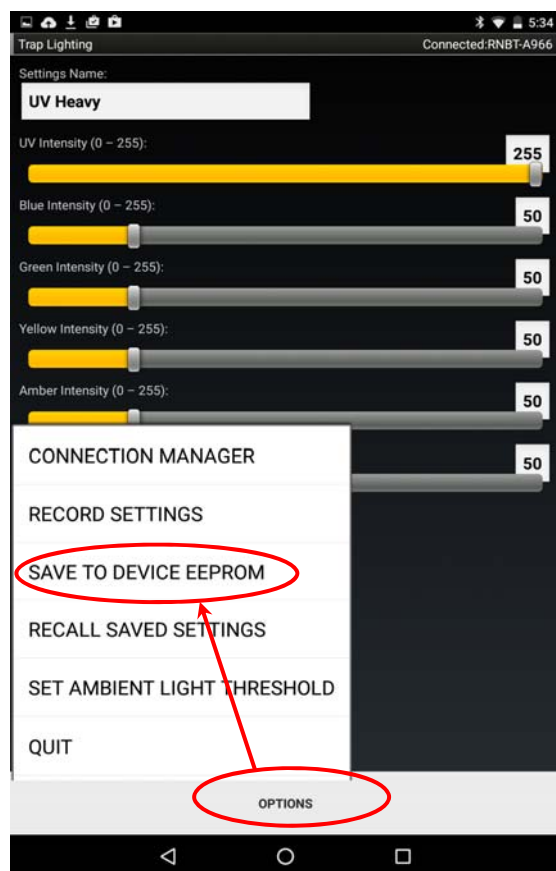 5:34
Trap Lighting Connected:RNBT-A966
Settings Name:
UV Heavy
UV Intensity (0 – 255):
255
Blue Intensity (0 – 255):
50
Green Intensity (0 – 255):
50
Yellow Intensity (0 – 255):
50
Amber Intensity (0 – 255):
50
50
CONNECTION MANAGER
RECORD SETTINGS
SAVE TO DEVICE EEPROM
RECALL SAVED SETTINGS
SET AMBIENT LIGHT THRESHOLD
QUIT
OPTIONS